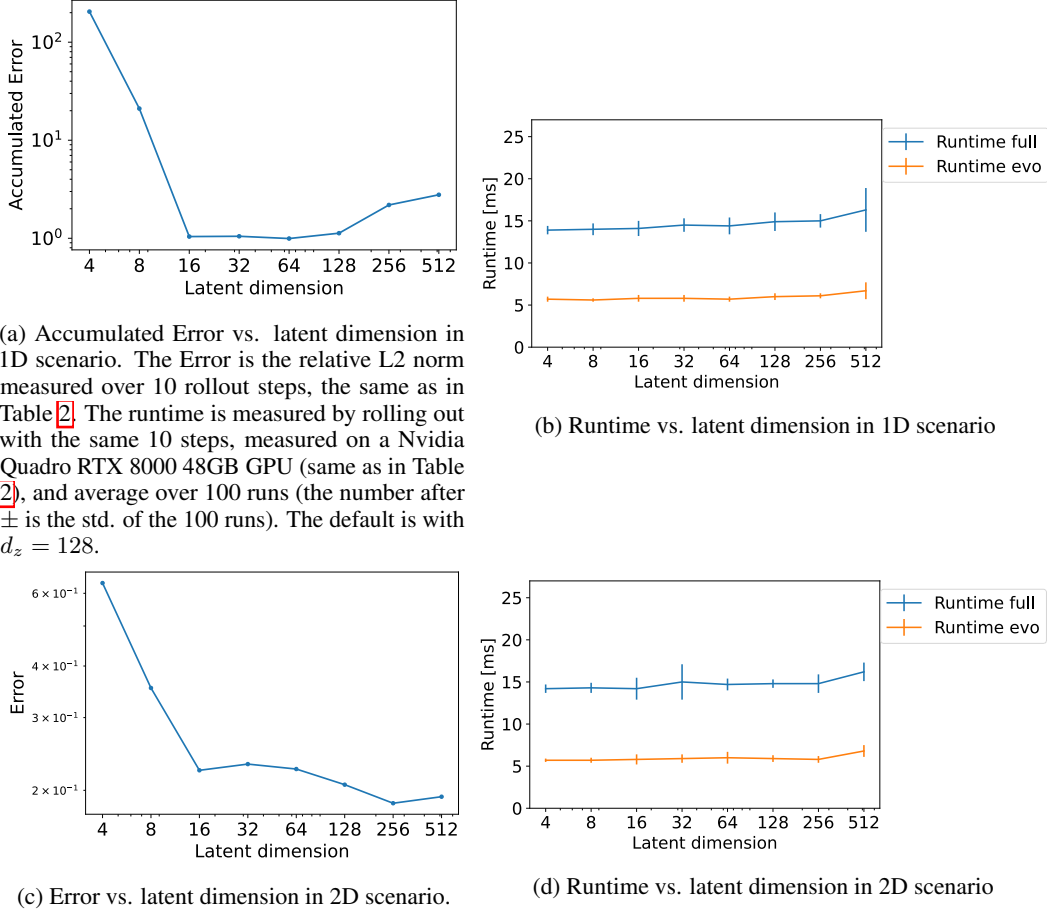 10²
10¹
10⁰
Accumulated Error
4 8 16 32 64 128 256 512
Latent dimension
(a) Accumulated Error vs. latent dimension in
1D scenario. The Error is the relative L2 norm
measured over 10 rollout steps, the same as in
Table 2. The runtime is measured by rolling out
with the same 10 steps, measured on a Nvidia
Quadro RTX 8000 48GB GPU (same as in Table
2), and average over 100 runs (the number after
± is the std. of the 100 runs). The default is with
d_z = 128.
25
20
15
10
5
0
Runtime [ms]
4 8 16 32 64 128 256 512
Latent dimension
Runtime full
Runtime evo
(b) Runtime vs. latent dimension in 1D scenario
6 × 10⁻¹
4 × 10⁻¹
3 × 10⁻¹
2 × 10⁻¹
Error
4 8 16 32 64 128 256 512
Latent dimension
(c) Error vs. latent dimension in 2D scenario.
25
20
15
10
5
0
Runtime [ms]
4 8 16 32 64 128 256 512
Latent dimension
Runtime full
Runtime evo
(d) Runtime vs. latent dimension in 2D scenario